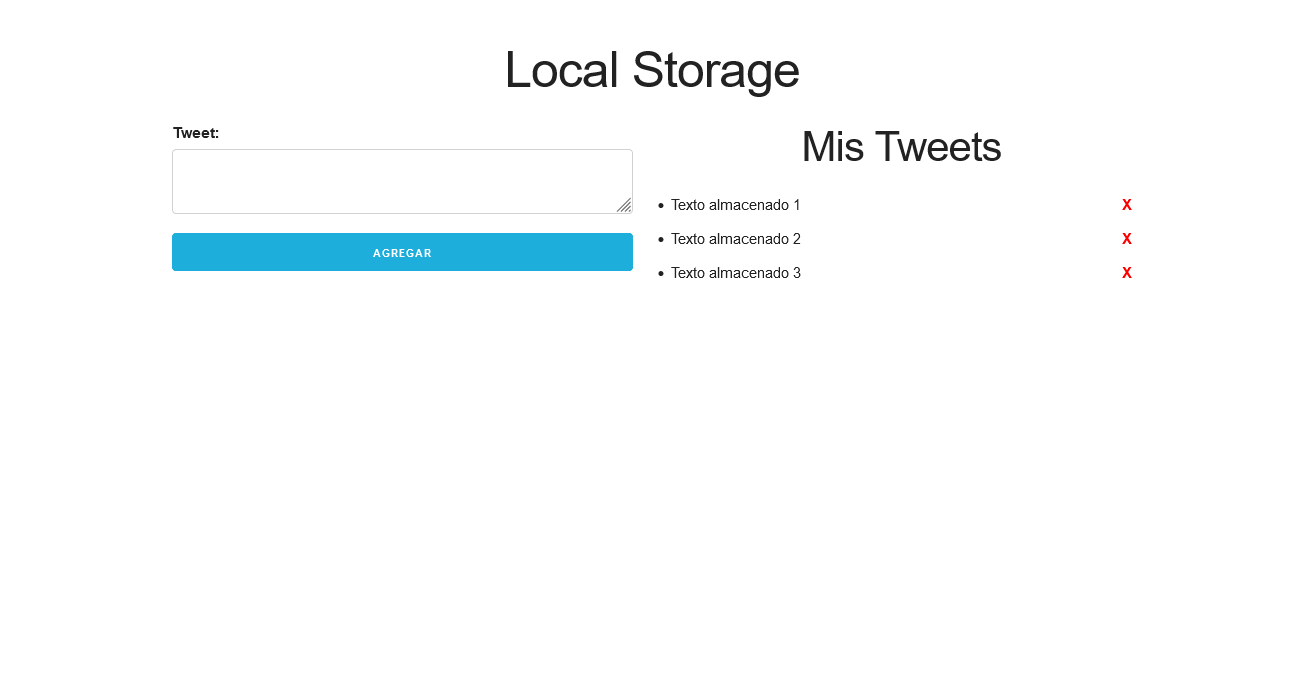 Local Storage
Tweet:
AGREGAR
Mis Tweets
• Texto almacenado 1 X
• Texto almacenado 2 X
• Texto almacenado 3 X